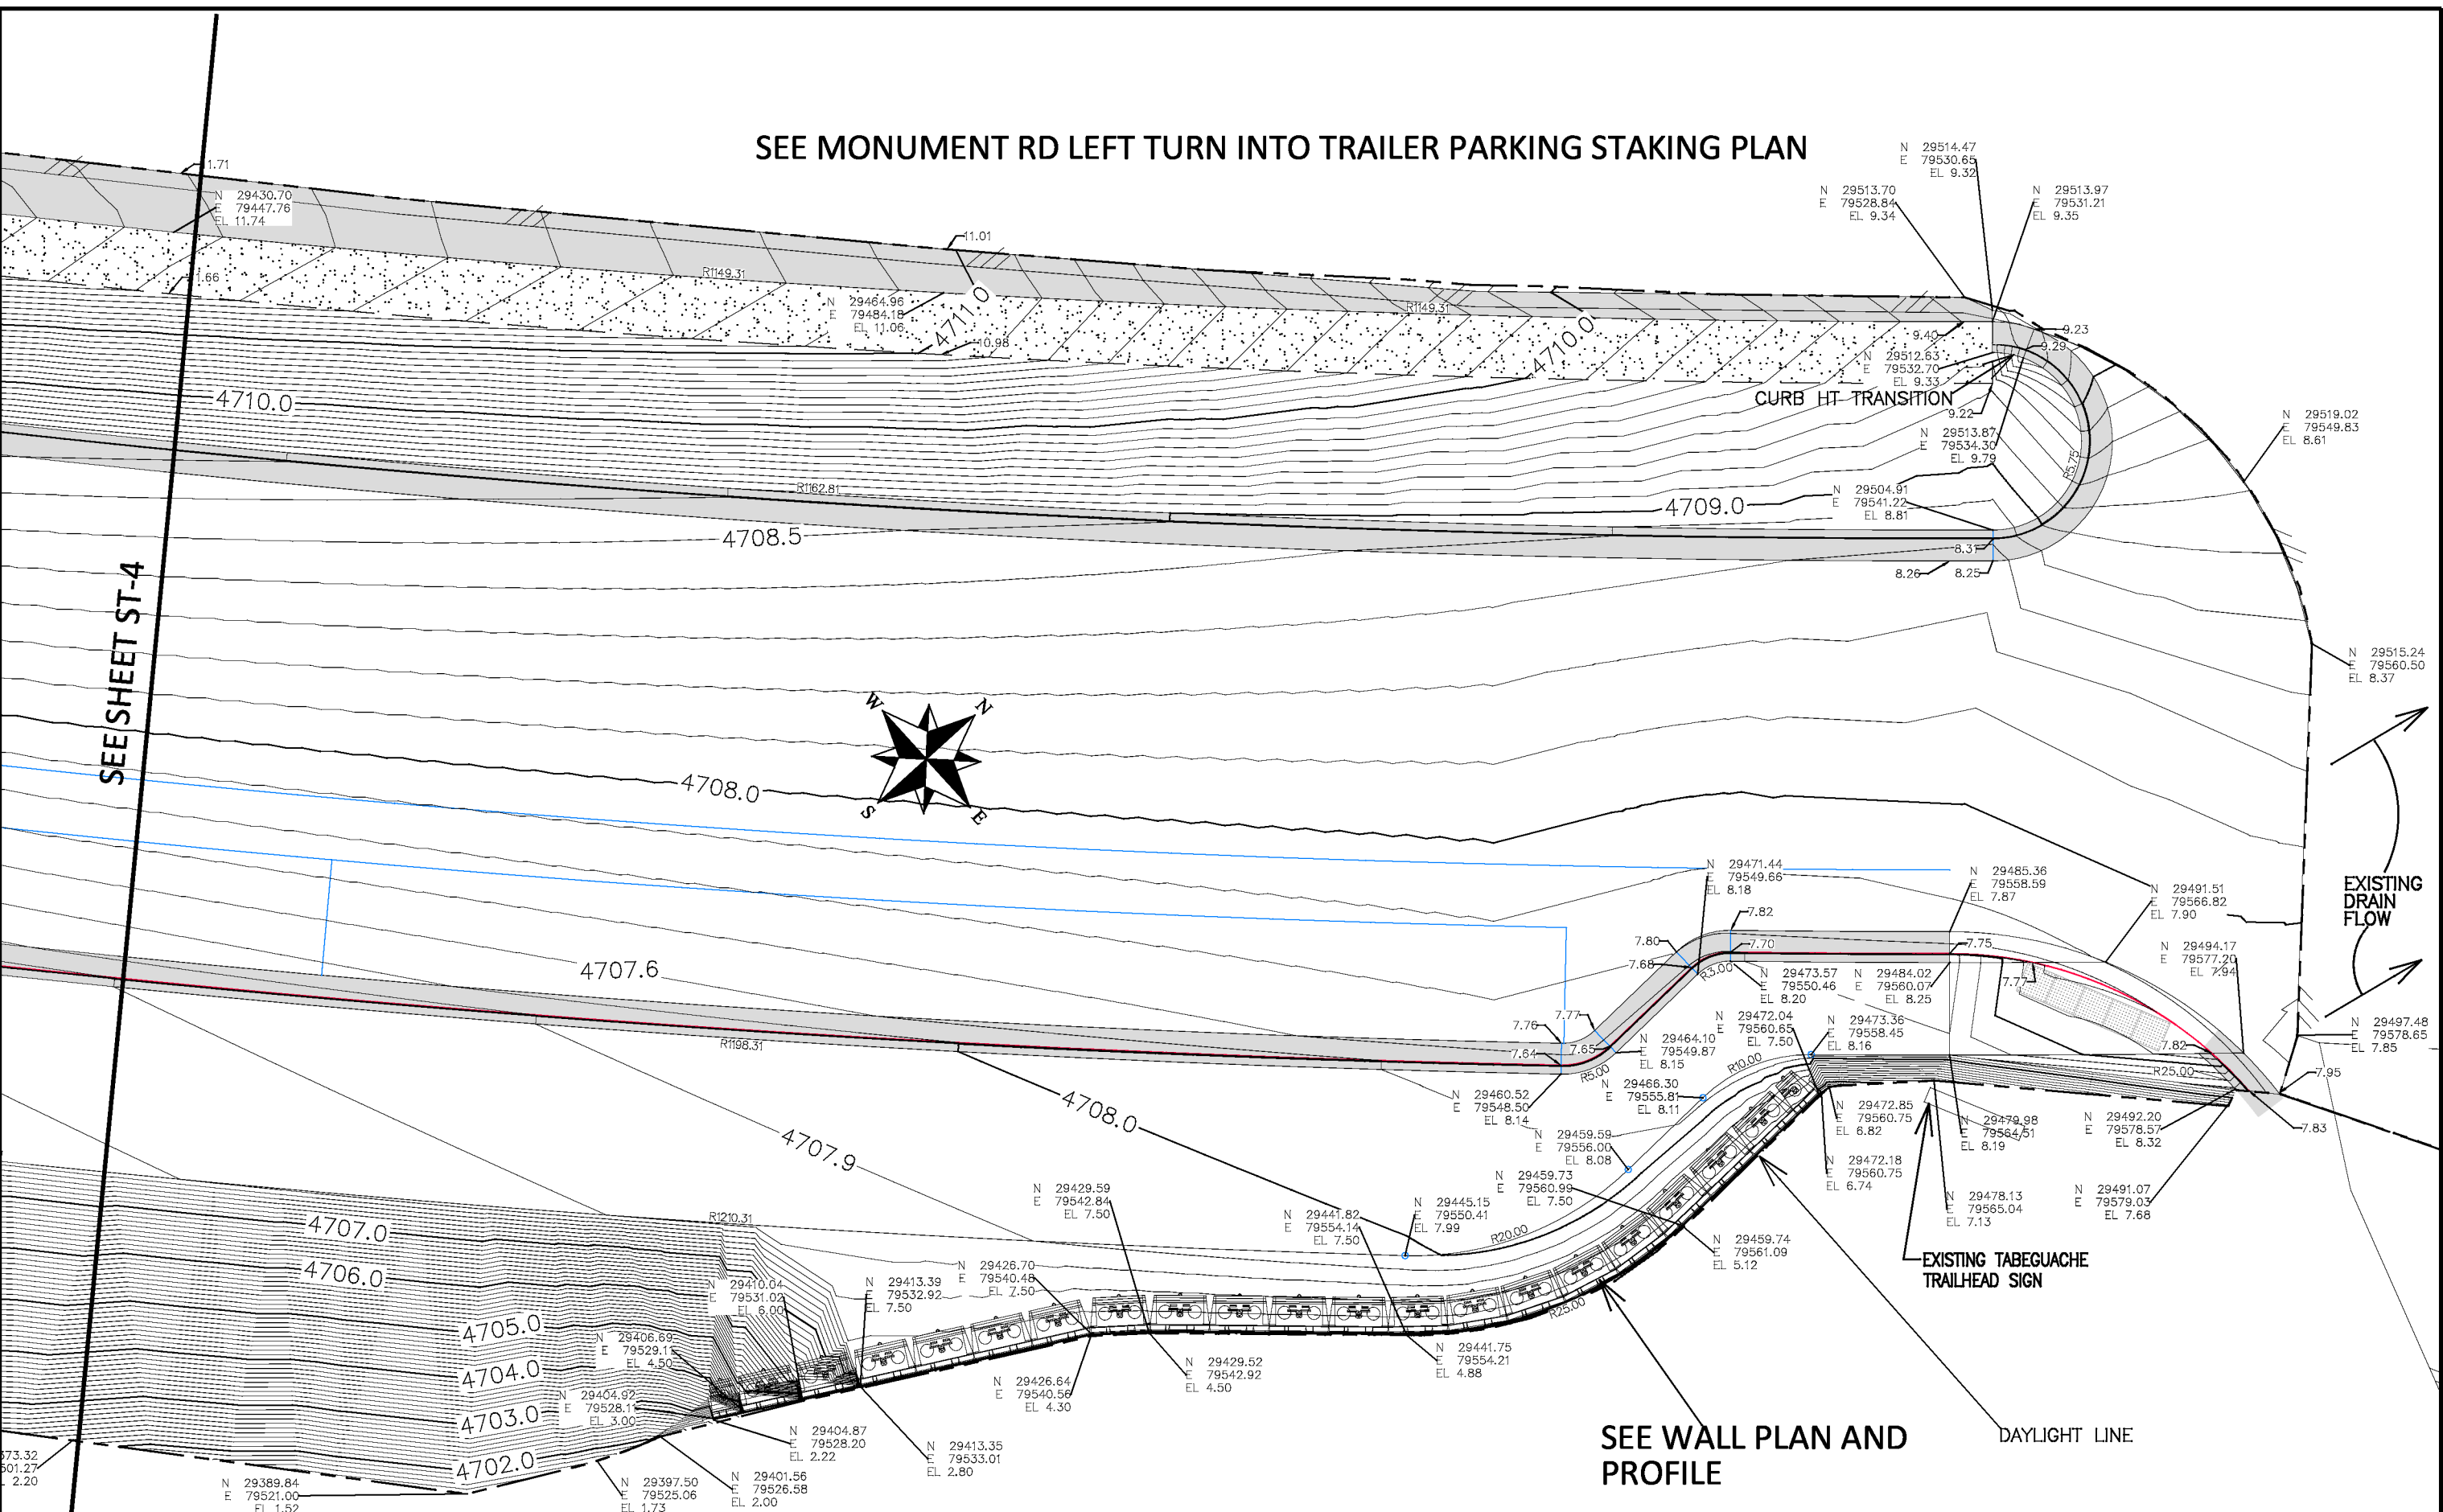 SEE MONUMENT RD LEFT TURN INTO TRAILER PARKING STAKING PLAN
N 29514.47
E 79530.65
EL 9.32
N 29513.70
E 79528.84
EL 9.34
N 29513.97
E 79531.21
EL 9.35
1.71
N 29430.70
E 79447.76
EL 11.74
11.01
1.66
R1149.31
N 29464.96
E 79484.18
EL 11.06
4711.0
10.98
R1149.31
4710.0
9.40
9.23
9.29
N 29512.63
E 79532.70
EL 9.33
CURB HT TRANSITION
9.22
4710.0
N 29519.02
E 79549.83
EL 8.61
N 29513.87
E 79534.30
EL 9.79
R5.75
R1162.81
N 29504.91
E 79541.22
EL 8.81
4709.0
4708.5
8.31
8.26
8.25
SEE SHEET ST-4
N 29515.24
E 79560.50
EL 8.37
W
N
S
E
4708.0
N 29471.44
E 79549.66
EL 8.18
N 29485.36
E 79558.59
EL 7.87
N 29491.51
E 79566.82
EL 7.90
EXISTING
DRAIN
FLOW
7.82
7.80
7.70
7.75
7.68
R3.00
N 29494.17
E 79577.20
EL 7.94
4707.6
N 29473.57
E 79550.46
EL 8.20
N 29484.02
E 79560.07
EL 8.25
7.77
7.76
7.77
7.64
7.65
N 29472.04
E 79560.65
EL 7.50
N 29473.36
E 79558.45
EL 8.16
N 29497.48
E 79578.65
EL 7.85
R1198.31
N 29464.10
E 79549.87
EL 8.15
R10.00
7.82
R25.00
7.95
R5.00
N 29460.52
E 79548.50
EL 8.14
N 29466.30
E 79555.81
EL 8.11
4708.0
4707.9
N 29459.59
E 79556.00
EL 8.08
N 29472.85
E 79560.75
EL 6.82
N 29479.98
E 79564.51
EL 8.19
N 29492.20
E 79578.57
EL 8.32
7.83
N 29472.18
E 79560.75
EL 6.74
N 29459.73
E 79560.99
EL 7.50
N 29478.13
E 79565.04
EL 7.13
N 29491.07
E 79579.03
EL 7.68
N 29429.59
E 79542.84
EL 7.50
N 29441.82
E 79554.14
EL 7.50
N 29445.15
E 79550.41
EL 7.99
R20.00
N 29459.74
E 79561.09
EL 5.12
EXISTING TABEGUACHE
TRAILHEAD SIGN
R1210.31
4707.0
4706.0
N 29410.04
E 79531.02
EL 6.00
N 29413.39
E 79532.92
EL 7.50
N 29426.70
E 79540.48
EL 7.50
R25.00
4705.0
N 29406.69
E 79529.11
EL 4.50
4704.0
N 29429.52
E 79542.92
EL 4.50
N 29441.75
E 79554.21
EL 4.88
N 29426.64
E 79540.56
EL 4.30
4703.0
N 29404.92
E 79528.11
EL 3.00
N 29404.87
E 79528.20
EL 2.22
N 29413.35
E 79533.01
EL 2.80
SEE WALL PLAN AND
PROFILE
DAYLIGHT LINE
4702.0
373.32
501.27
2.20
N 29389.84
E 79521.00
EL 1.52
N 29397.50
E 79525.06
EL 1.73
N 29401.56
E 79526.58
EL 2.00